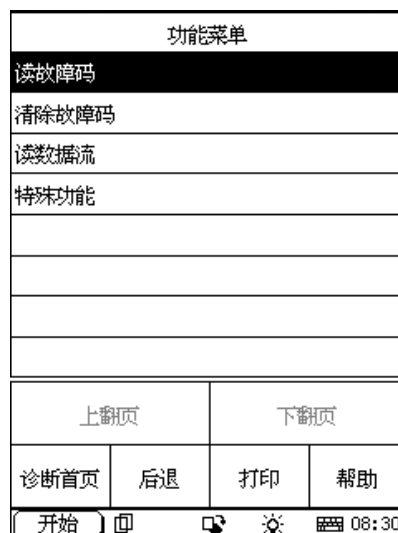 功能菜单
读故障码
清除故障码
读数据流
特殊功能
上翻页 下翻页
诊断首页 后退 打印 帮助
开始 08:30